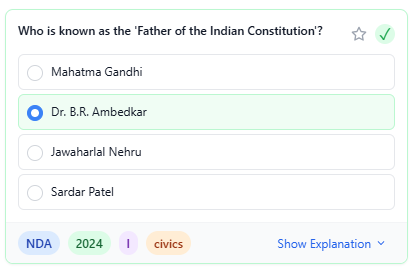 Who is known as the 'Father of the Indian Constitution'?
Mahatma Gandhi
Dr. B.R. Ambedkar
Jawaharlal Nehru
Sardar Patel
NDA 2024 I civics Show Explanation